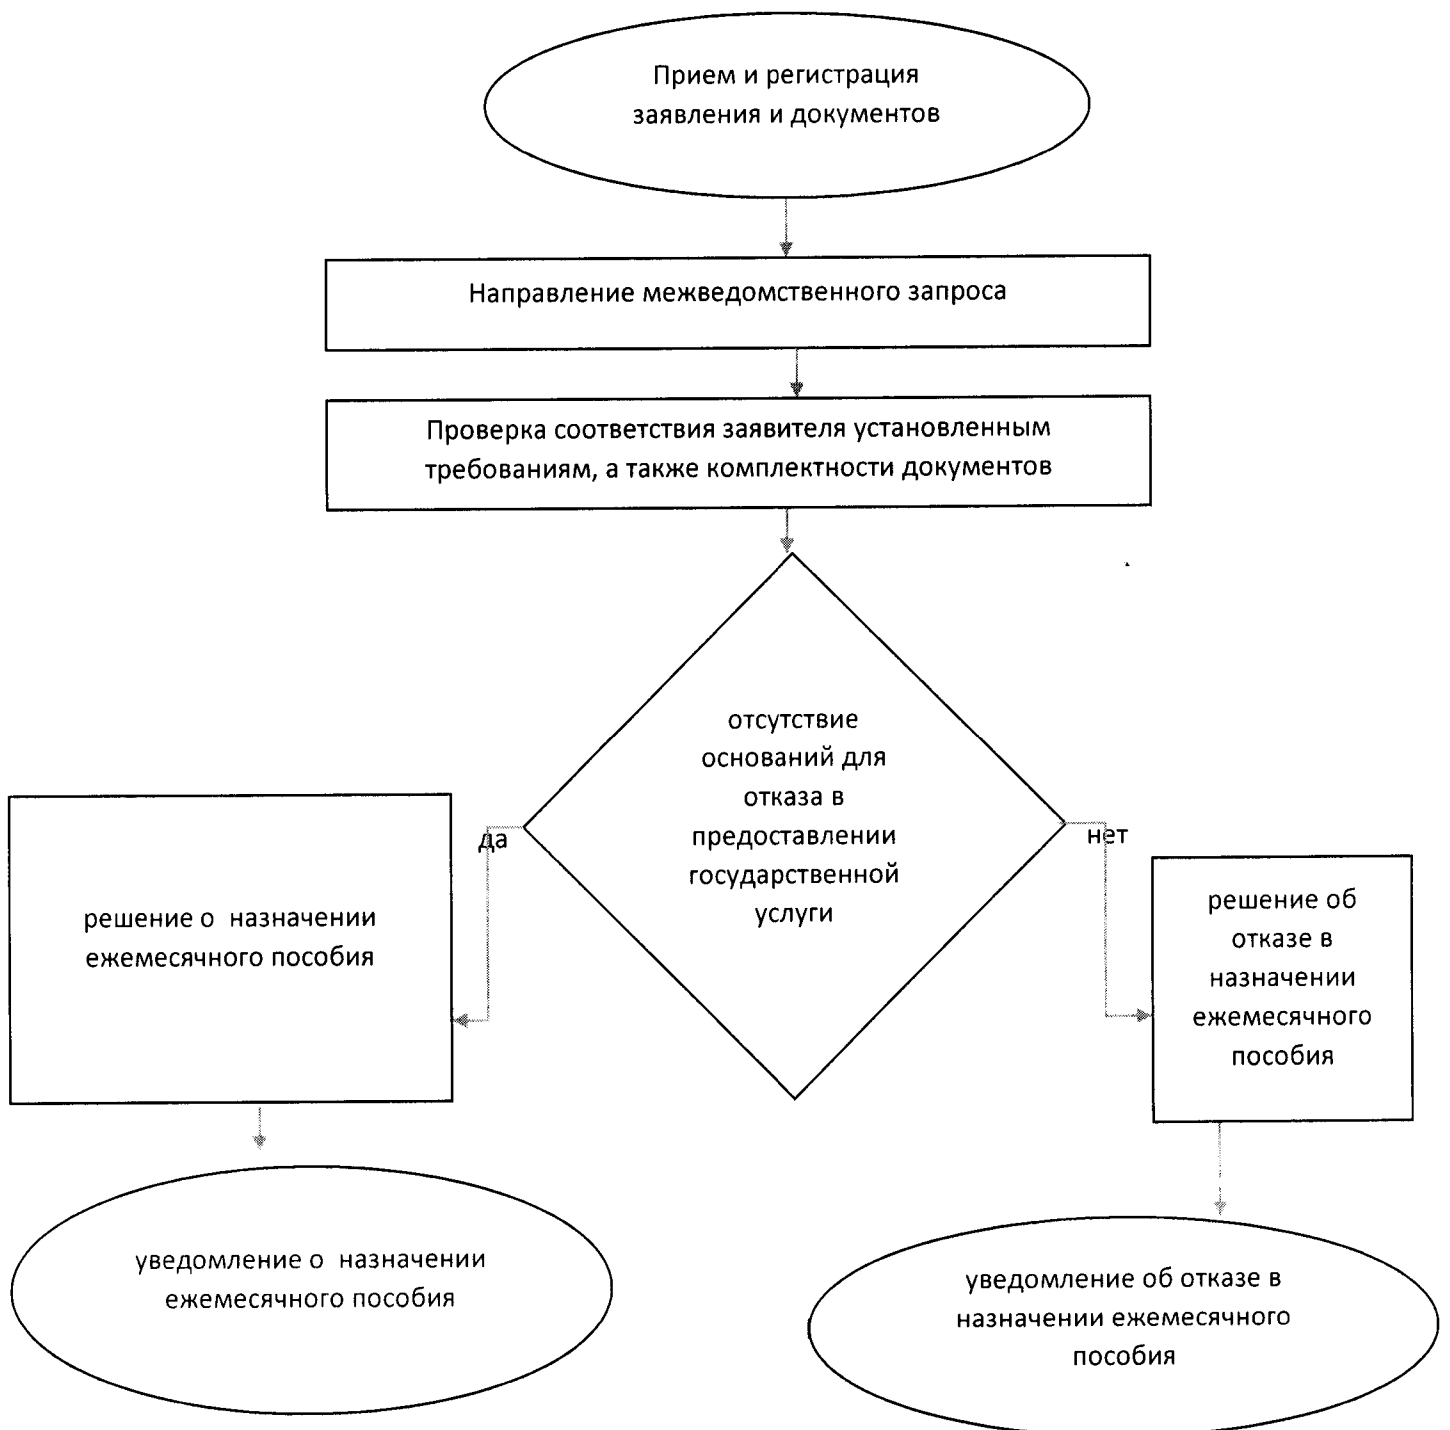 Прием и регистрация
заявления и документов
Направление межведомственного запроса
Проверка соответствия заявителя установленным
требованиям, а также комплектности документов
отсутствие
оснований для
отказа в
предоставлении
государственной
услуги
да
нет
решение о назначении
ежемесячного пособия
решение об
отказе в
назначении
ежемесячного
пособия
уведомление о назначении
ежемесячного пособия
уведомление об отказе в
назначении ежемесячного
пособия